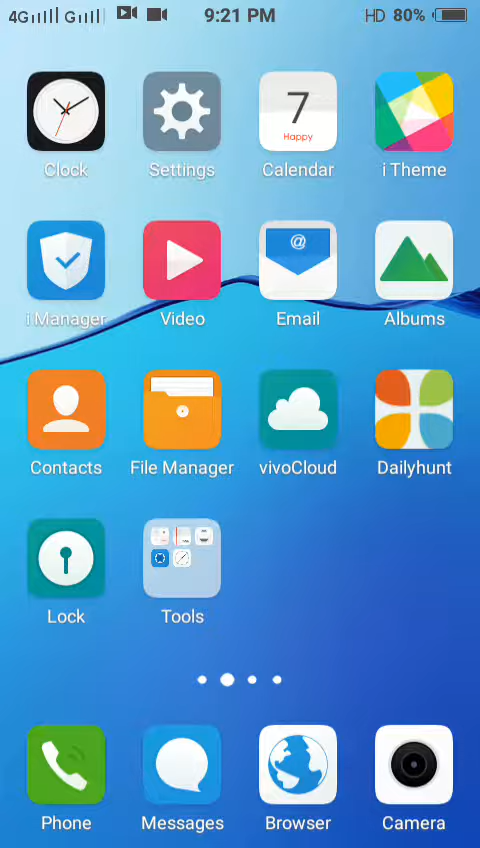 4G G 9:21 PM HD 80%
7
Happy
Clock Settings Calendar i Theme
@
i Manager Video Email Albums
Contacts File Manager vivoCloud Dailyhunt
Lock Tools
Phone Messages Browser Camera